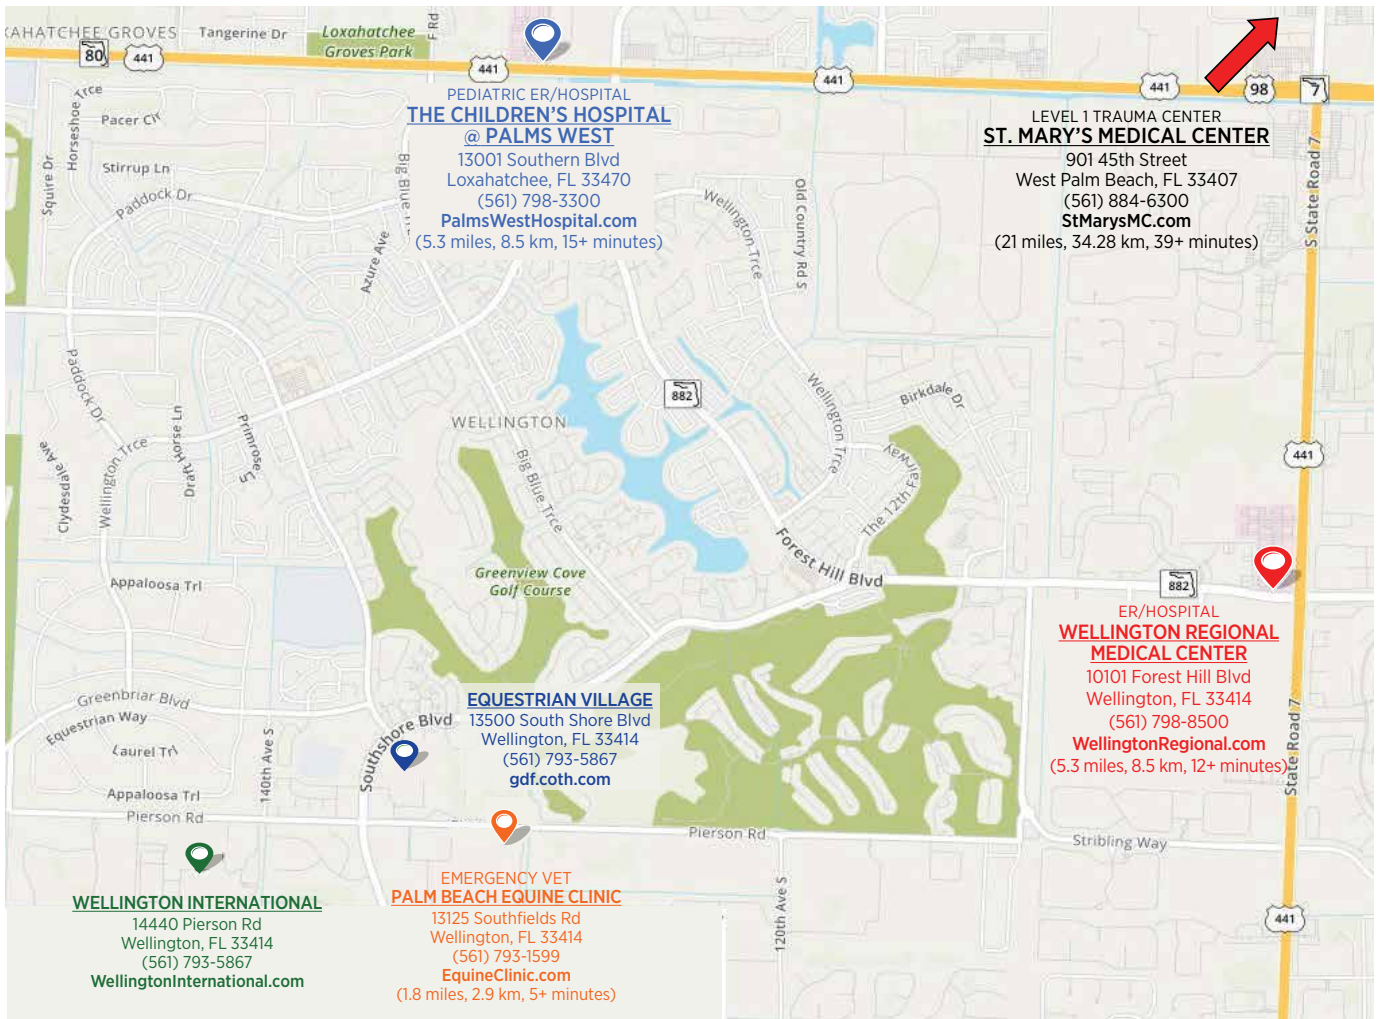 XAHATCHEE GROVES
Tangerine Dr
Loxahatchee
Groves Park
F Rd
80
441
441
441
441
98
7
Horseshoe Trce
Pacer Cir
Squire Dr
Stirrup Ln
Paddock Dr
Azure Ave
PEDIATRIC ER/HOSPITAL
THE CHILDREN'S HOSPITAL
@ PALMS WEST
13001 Southern Blvd
Loxahatchee, FL 33470
(561) 798-3300
PalmsWestHospital.com
(5.3 miles, 8.5 km, 15+ minutes)
LEVEL 1 TRAUMA CENTER
ST. MARY'S MEDICAL CENTER
901 45th Street
West Palm Beach, FL 33407
(561) 884-6300
StMarysMC.com
(21 miles, 34.28 km, 39+ minutes)
Big Blue
Wellington Trce
Old Country Rd S
S State Road 7
Paddock Dr
Clydesdale Ave
Wellington Trce
Draft Horse Ln
Primrose Ln
WELLINGTON
882
Wellington Trce
Birkdale Dr
441
Big Blue Trce
The 12th Fairway
Forest Hill Blvd
Greenview Cove
Golf Course
882
Appaloosa Trl
Greenbriar Blvd
Equestrian Way
Laurel Trl
Appaloosa Trl
Pierson Rd
140th Ave S
Southshore Blvd
EQUESTRIAN VILLAGE
13500 South Shore Blvd
Wellington, FL 33414
(561) 793-5867
gdf.coth.com
ER/HOSPITAL
WELLINGTON REGIONAL
MEDICAL CENTER
10101 Forest Hill Blvd
Wellington, FL 33414
(561) 798-8500
WellingtonRegional.com
(5.3 miles, 8.5 km, 12+ minutes)
State Road 7
Pierson Rd
Stribling Way
120th Ave S
441
WELLINGTON INTERNATIONAL
14440 Pierson Rd
Wellington, FL 33414
(561) 793-5867
WellingtonInternational.com
EMERGENCY VET
PALM BEACH EQUINE CLINIC
13125 Southfields Rd
Wellington, FL 33414
(561) 793-1599
EquineClinic.com
(1.8 miles, 2.9 km, 5+ minutes)